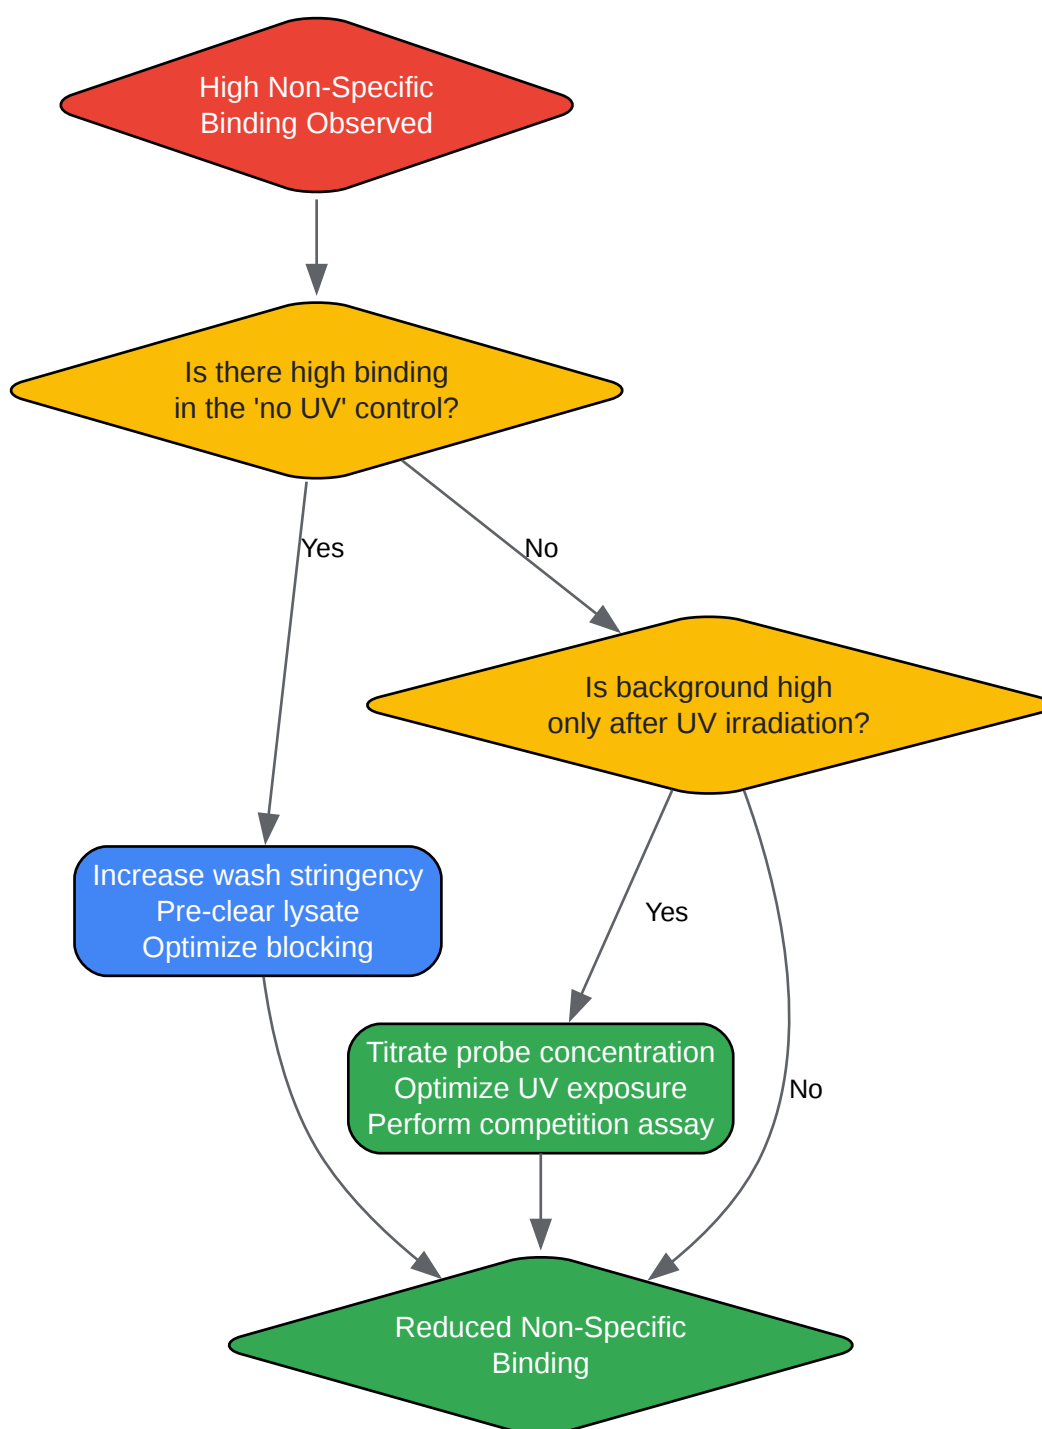 High Non-Specific
Binding Observed
Is there high binding
in the 'no UV' control?
Yes
No
Is background high
only after UV irradiation?
Increase wash stringency
Pre-clear lysate
Optimize blocking
Yes
Titrate probe concentration
Optimize UV exposure
Perform competition assay
No
Reduced Non-Specific
Binding